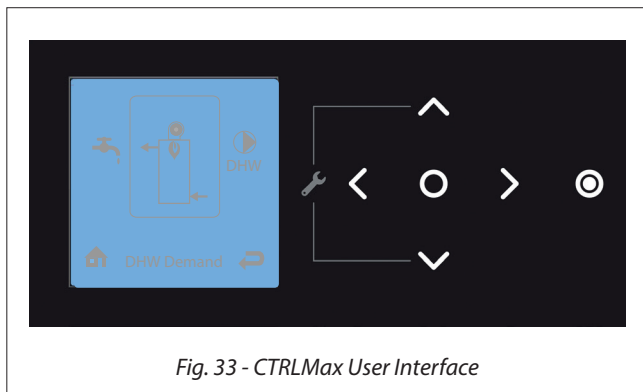 DHW
DHW Demand
Fig. 33 - CTRLMax User Interface